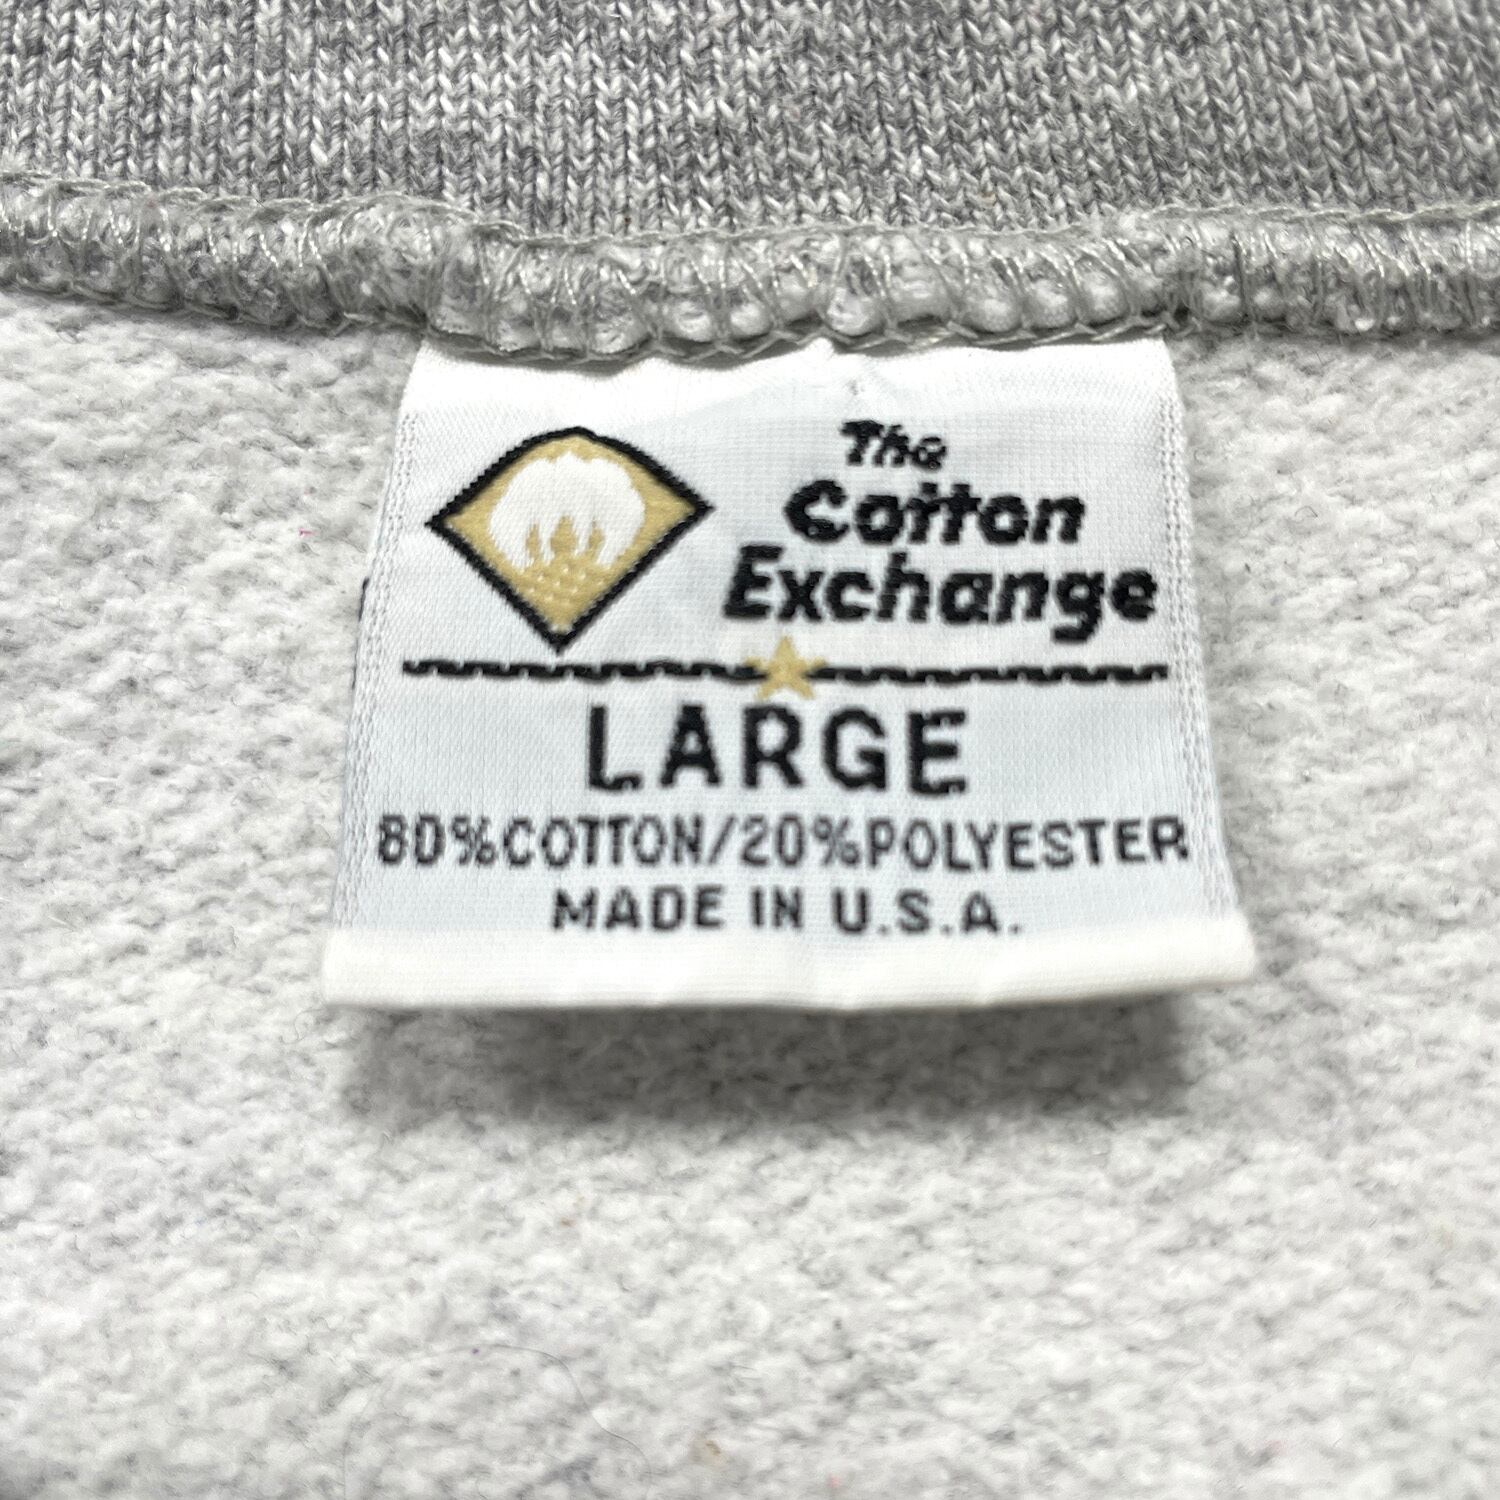 The
Cotton
Exchange
LARGE
80%COTTON/20%POLYESTER
MADE IN U.S.A.